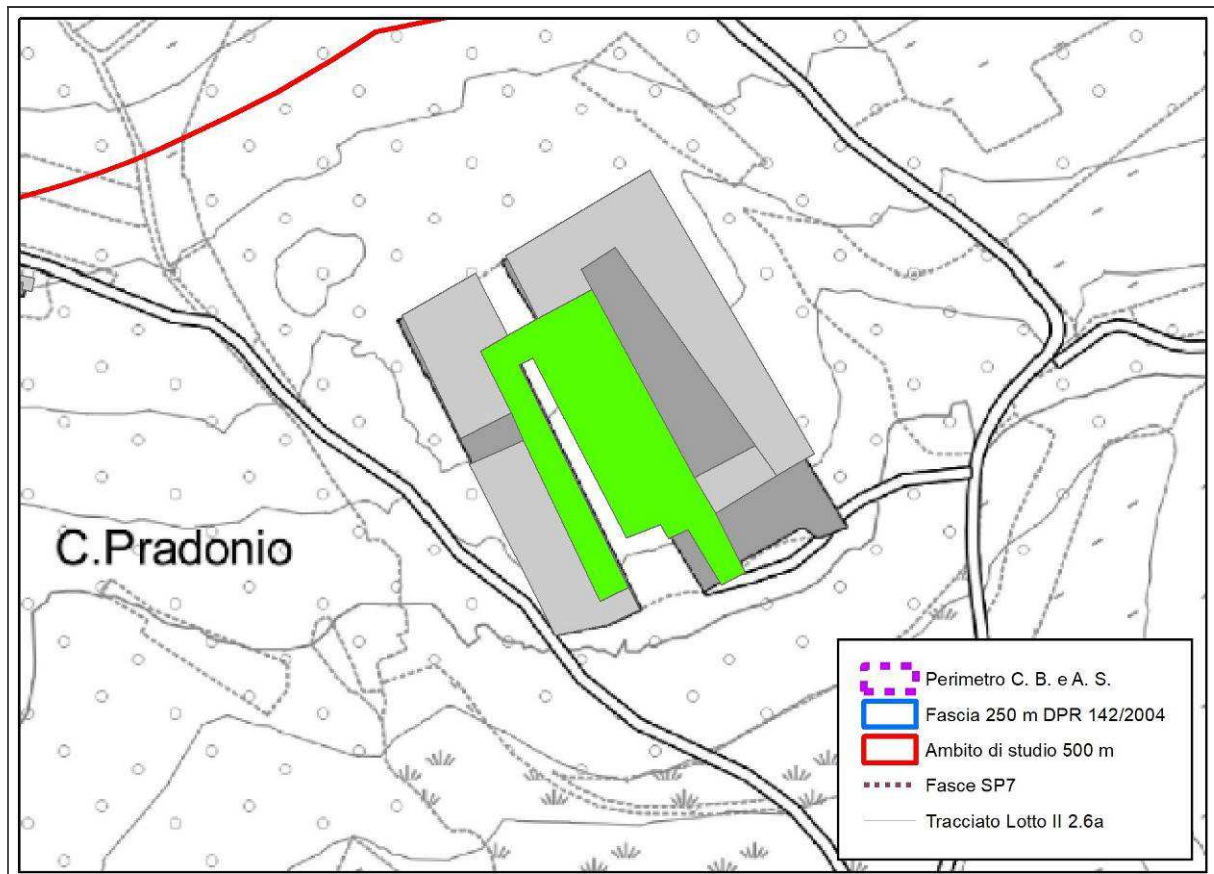 C.Pradonio
Perimetro C. B. e A. S.
Fascia 250 m DPR 142/2004
Ambito di studio 500 m
Fasce SP7
Tracciato Lotto II 2.6a